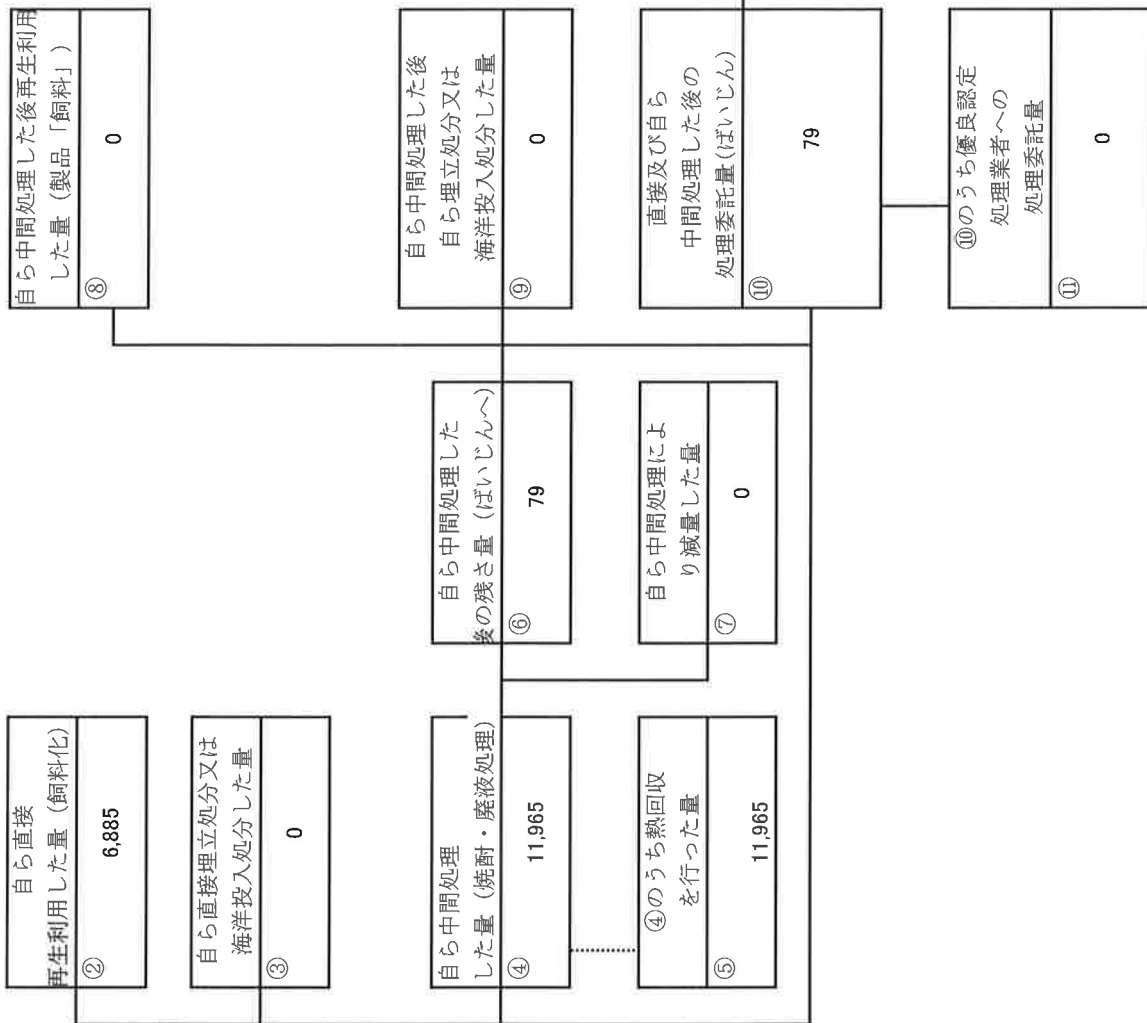 自ら直接
再生利用した量（飼料化）
②
6,885
自ら直接埋立処分又は
海洋投入処分した量
③
0
自ら中間処理
した量（焼酎・廃液処理）
④
11,965
④のうち熱回収
を行った量
⑤
11,965
自ら中間処理した
後の残さ量（ばいじんへ）
⑥
79
自ら中間処理によ
り減量した量
⑦
0
自ら中間処理した後再生利用
した量（製品「飼料」）
⑧
0
自ら中間処理した後
自ら埋立処分又は
海洋投入処分した量
⑨
0
直接及び自ら
中間処理した後の
処理委託量(ばいじん)
⑩
79
⑩のうち優良認定
処理業者への
処理委託量
⑪
0